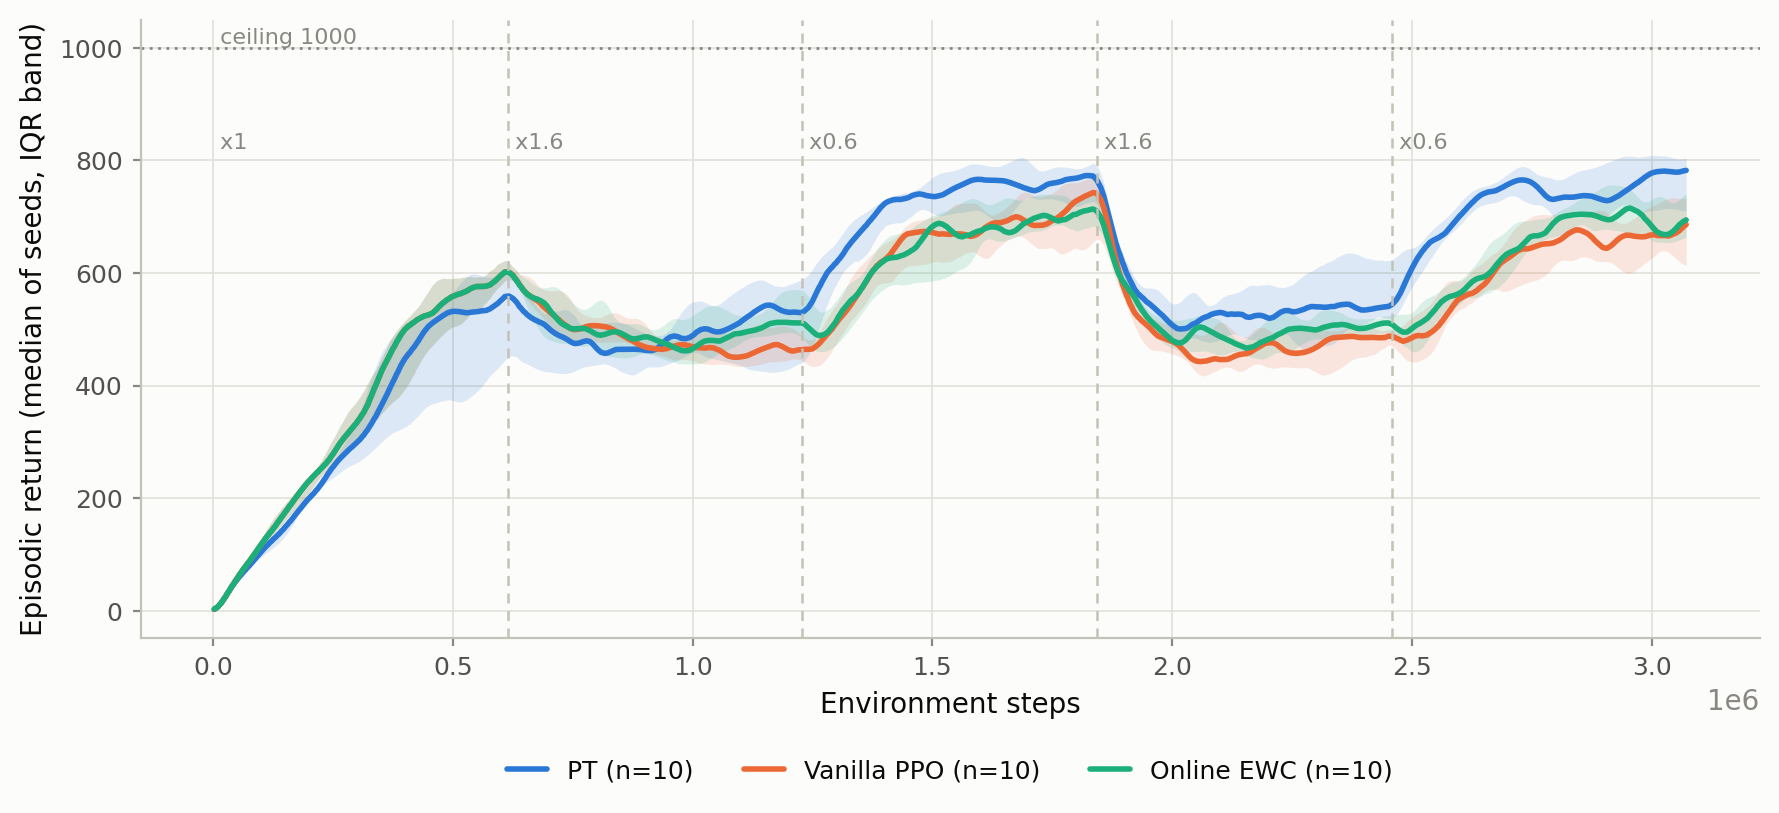 Episodic return (median of seeds, IQR band)
1000
800
600
400
200
0
ceiling 1000
x1
x1.6
x0.6
x1.6
x0.6
0.0
0.5
1.0
1.5
2.0
2.5
3.0
1e6
Environment steps
PT (n=10)
Vanilla PPO (n=10)
Online EWC (n=10)